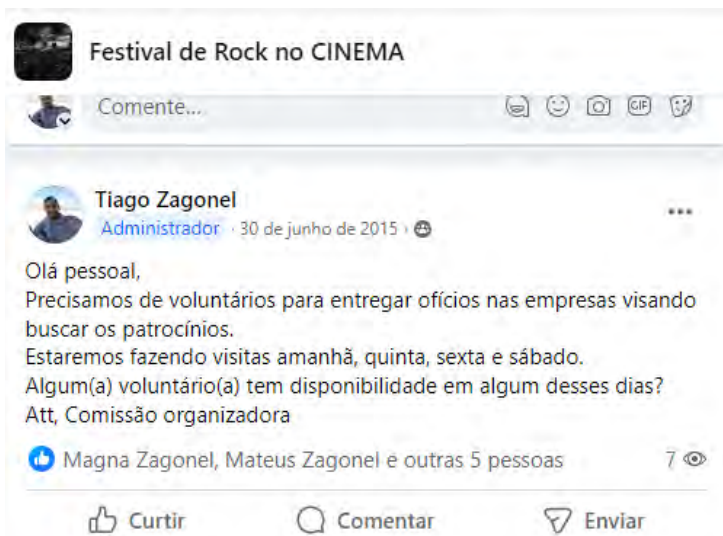 Festival de Rock no CINEMA
Comente...
GIF
Tiago Zagonel
Administrador · 30 de junho de 2015 ·
Olá pessoal,
Precisamos de voluntários para entregar ofícios nas empresas visando
buscar os patrocínios.
Estaremos fazendo visitas amanhã, quinta, sexta e sábado.
Algum(a) voluntário(a) tem disponibilidade em algum desses dias?
Att, Comissão organizadora
Magna Zagonel, Mateus Zagonel e outras 5 pessoas 7
Curtir Comentar Enviar